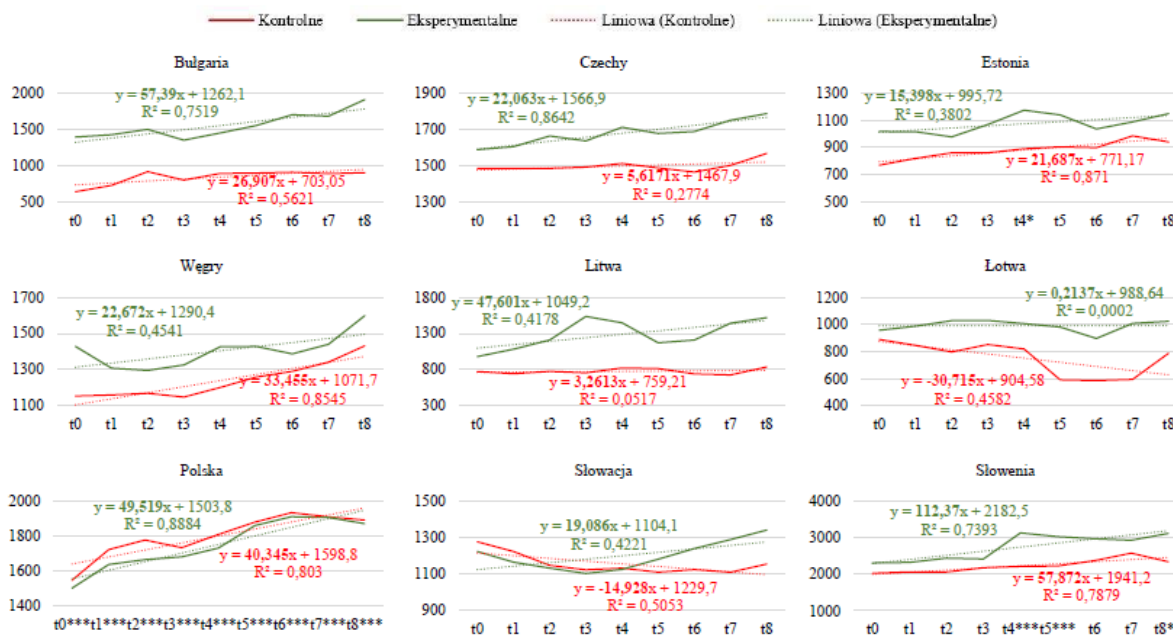 Kontrolne Eksperymentalne Liniowa (Kontrolne) Liniowa (Eksperymentalne)
Bułgaria
2000
1500
1000
500
y = 57,39x + 1262,1
R² = 0,7519
y = 26,907x + 703,05
R² = 0,5621
t0 t1 t2 t3 t4 t5 t6 t7 t8
Czechy
1900
1700
1500
1300
y = 22,063x + 1566,9
R² = 0,8642
y = 5,6171x + 1467,9
R² = 0,2774
t0 t1 t2 t3 t4 t5 t6 t7 t8
Estonia
1300
1100
900
700
500
y = 15,398x + 995,72
R² = 0,3802
y = 21,687x + 771,17
R² = 0,871
t0 t1 t2 t3 t4* t5 t6 t7 t8
Węgry
1700
1500
1300
1100
y = 22,672x + 1290,4
R² = 0,4541
y = 33,455x + 1071,7
R² = 0,8545
t0 t1 t2 t3 t4 t5 t6 t7 t8
Litwa
1800
1300
800
300
y = 47,601x + 1049,2
R² = 0,4178
y = 3,2613x + 759,21
R² = 0,0517
t0 t1 t2 t3 t4 t5 t6 t7 t8
Łotwa
1200
1000
800
600
400
y = 0,2137x + 988,64
R² = 0,0002
y = -30,715x + 904,58
R² = 0,4582
t0 t1 t2 t3 t4 t5 t6 t7 t8
Polska
2000
1800
1600
1400
y = 49,519x + 1503,8
R² = 0,8884
y = 40,345x + 1598,8
R² = 0,803
t0***t1***t2***t3***t4***t5***t6***t7***t8***
Słowacja
1500
1300
1100
900
y = 19,086x + 1104,1
R² = 0,4221
y = -14,928x + 1229,7
R² = 0,5053
t0 t1 t2 t3 t4 t5 t6 t7 t8
Słowenia
4000
3000
2000
1000
y = 112,37x + 2182,5
R² = 0,7393
y = 57,872x + 1941,2
R² = 0,7879
t0 t1 t2 t3 t4***t5*** t6 t7 t8*